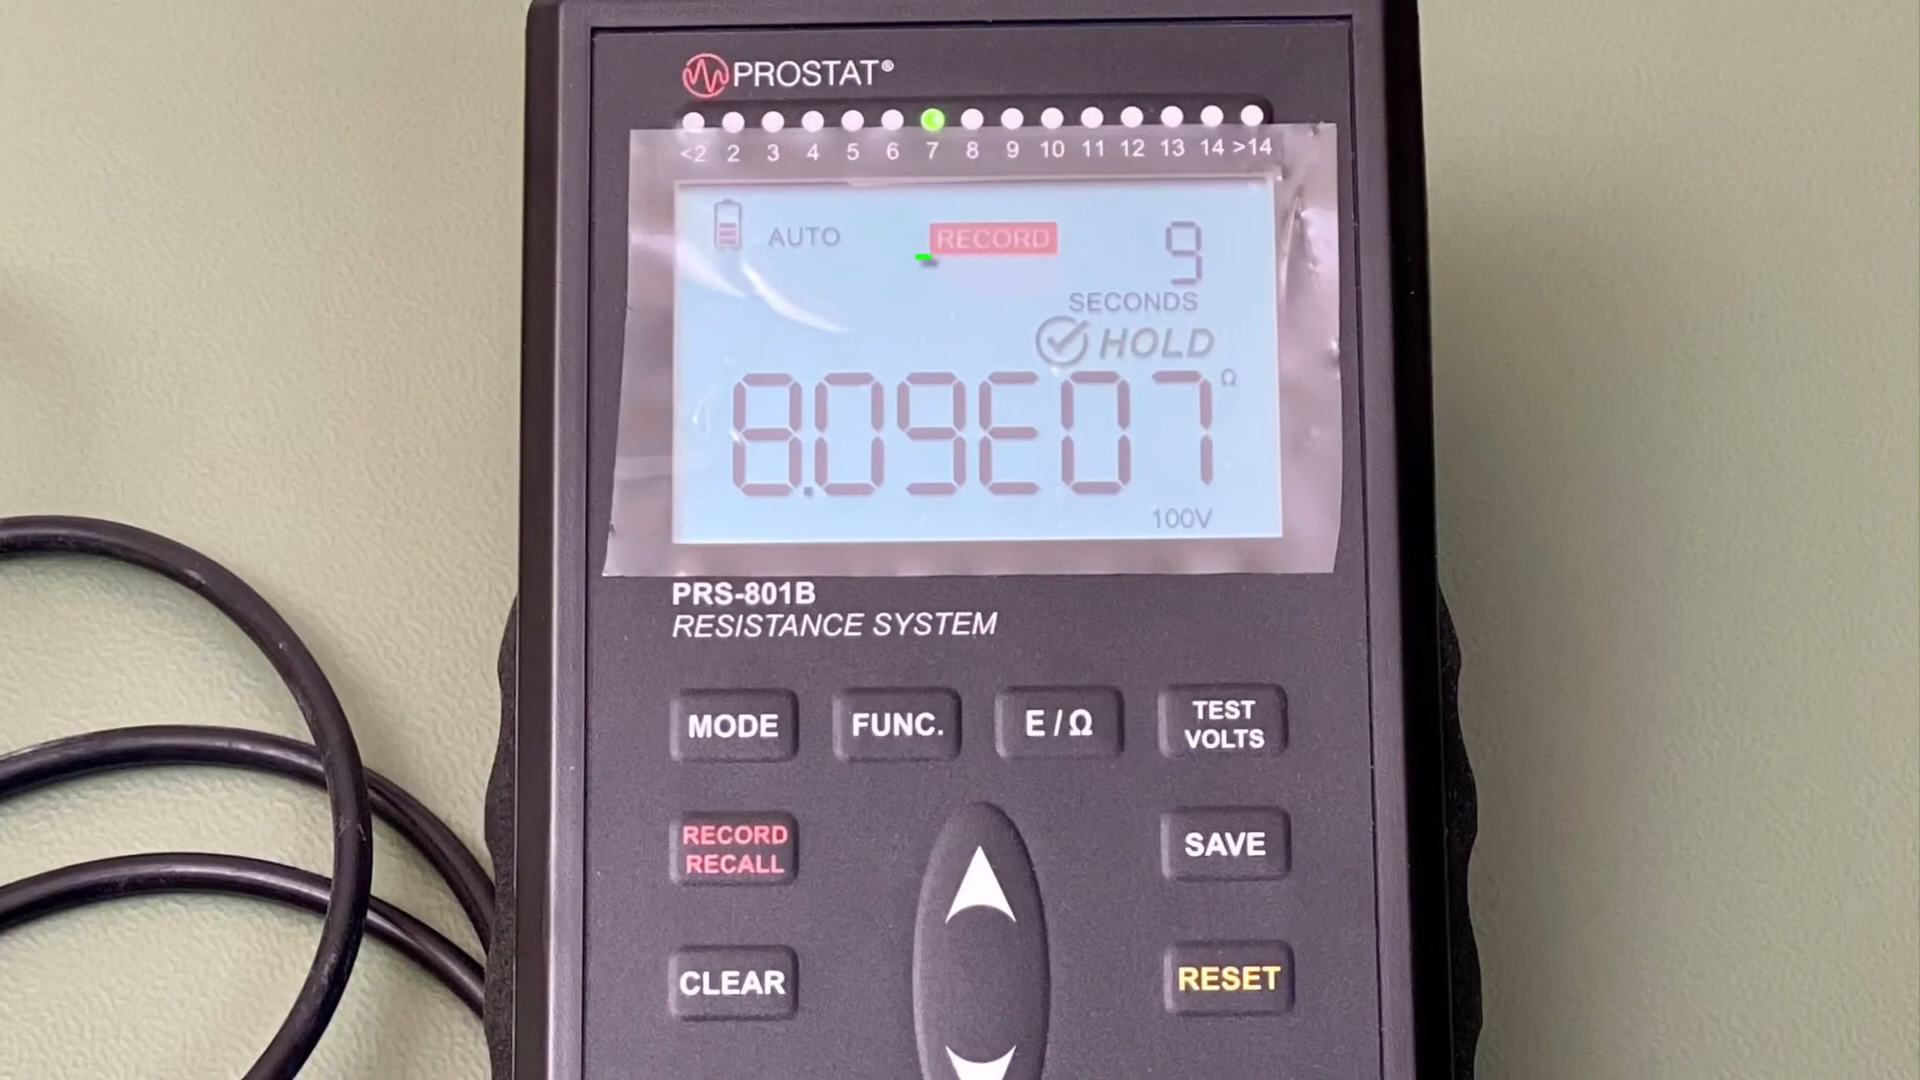 PROSTAT®
<2 2 3 4 5 6 7 8 9 10 11 12 13 14 >14
AUTO RECORD 9
SECONDS
HOLD
8.09E07 Ω
100V
PRS-801B
RESISTANCE SYSTEM
MODE FUNC. E/Ω TEST VOLTS
RECORD RECALL SAVE
CLEAR RESET